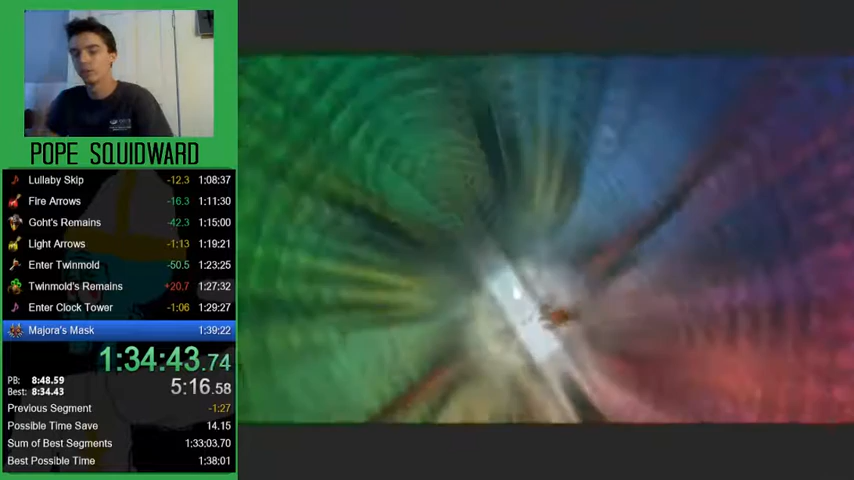 POPE SQUIDWARD
Lullaby Skip -12.3 1:08:37
Fire Arrows -16.3 1:11:30
Goht's Remains -42.3 1:15:00
Light Arrows -1:13 1:19:21
Enter Twinmold -50.5 1:23:25
Twinmold's Remains +20.7 1:27:32
Enter Clock Tower -1:06 1:29:27
Majora's Mask 1:39:22
1:34:43.74
PB: 8:48.59
Best: 8:34.43
5:16.58
Previous Segment -1:27
Possible Time Save 14.15
Sum of Best Segments 1:33:03.70
Best Possible Time 1:38:01